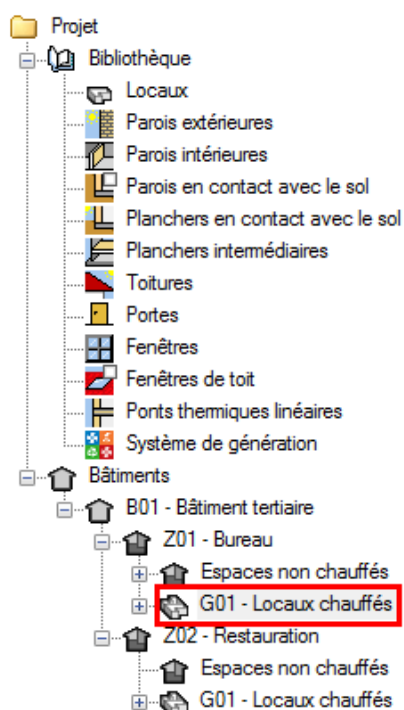 Projet
Bibliothèque
Locaux
Parois extérieures
Parois intérieures
Parois en contact avec le sol
Planchers en contact avec le sol
Planchers intermédiaires
Toitures
Portes
Fenêtres
Fenêtres de toit
Ponts thermiques linéaires
Système de génération
Bâtiments
B01 - Bâtiment tertiaire
Z01 - Bureau
Espaces non chauffés
G01 - Locaux chauffés
Z02 - Restauration
Espaces non chauffés
G01 - Locaux chauffés